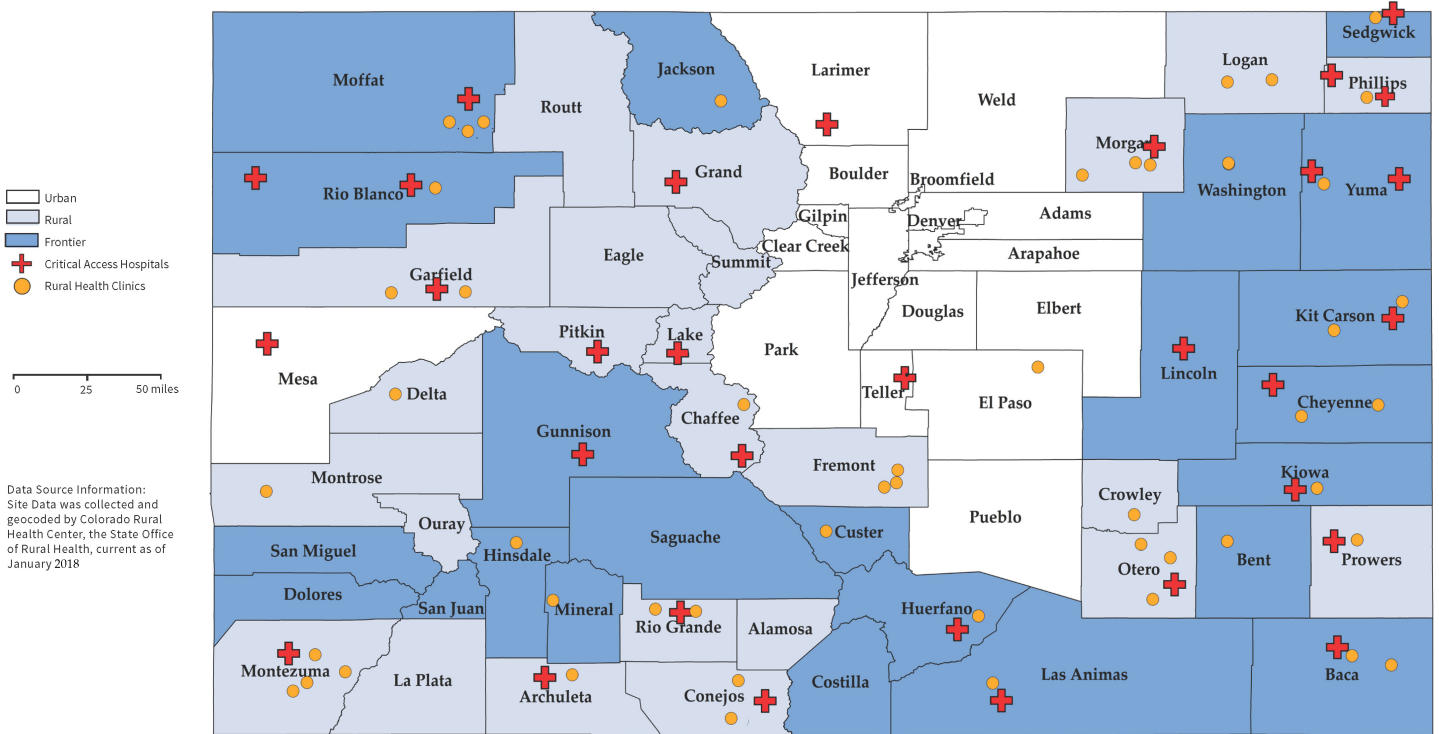 Sedgwick
Jackson
Larimer
Logan
Moffat
Phillips
Weld
Routt
Morgan
Grand
Boulder
Broomfield
Rio Blanco
Washington
Yuma
Urban
Rural
Frontier
Critical Access Hospitals
Rural Health Clinics
Gilpin
Denver
Adams
Clear Creek
Eagle
Summit
Arapahoe
Garfield
Jefferson
Douglas
Elbert
Kit Carson
Pitkin
Lake
Park
Lincoln
0 25 50 miles
Mesa
Delta
Teller
El Paso
Cheyenne
Chaffee
Gunnison
Fremont
Montrose
Kiowa
Crowley
Data Source Information:
Site Data was collected and
geocoded by Colorado Rural
Health Center, the State Office
of Rural Health, current as of
January 2018
Ouray
Pueblo
Saguache
Custer
San Miguel
Hinsdale
Bent
Prowers
Otero
Dolores
San Juan
Mineral
Huerfano
Rio Grande
Alamosa
Montezuma
La Plata
Archuleta
Conejos
Costilla
Las Animas
Baca